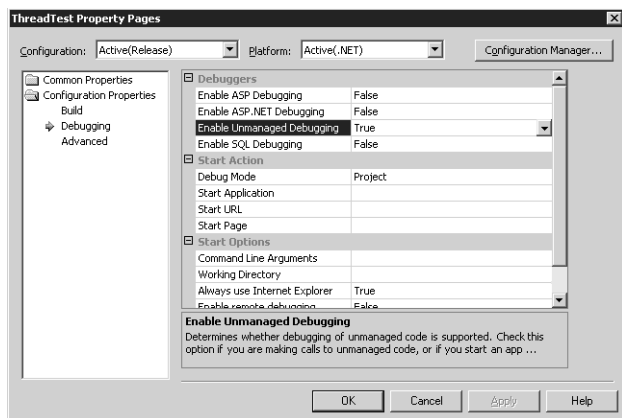 ThreadTest Property Pages
Configuration: Active(Release) Platform: Active(.NET) Configuration Manager...
Common Properties
Configuration Properties
Build
Debugging
Advanced
Debuggers
Enable ASP Debugging False
Enable ASP.NET Debugging False
Enable Unmanaged Debugging True
Enable SQL Debugging False
Start Action
Debug Mode Project
Start Application
Start URL
Start Page
Start Options
Command Line Arguments
Working Directory
Always use Internet Explorer True
Enable remote debugging False
Enable Unmanaged Debugging
Determines whether debugging of unmanaged code is supported. Check this
option if you are making calls to unmanaged code, or if you start an app ...
OK Cancel Apply Help